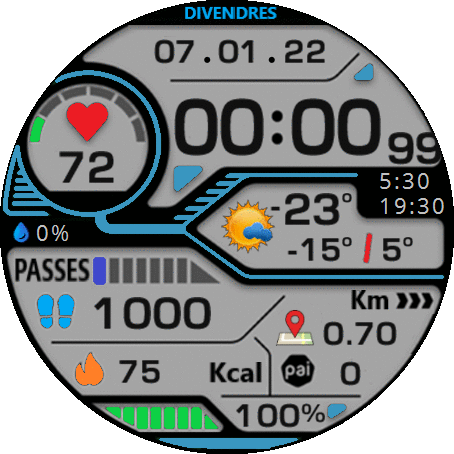 DIVENDRES
07.01.22
00:00 99
72
5:30
19:30
-23°
0%
-15° / 5°
PASSES
1000
Km
0.70
75 Kcal
pai 0
100%